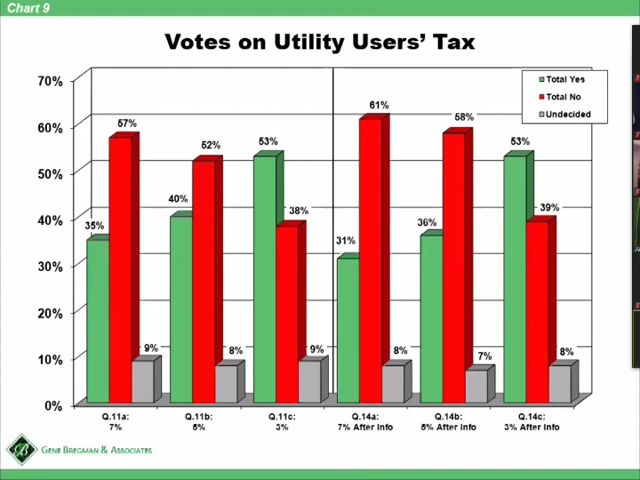 Chart 9
Votes on Utility Users' Tax
70%
60%
50%
40%
30%
20%
10%
0%
Total Yes
Total No
Undecided
35%
57%
9%
40%
52%
8%
53%
38%
9%
31%
61%
8%
36%
58%
7%
53%
39%
8%
Q.11a:
7%
Q.11b:
5%
Q.11c:
3%
Q.14a:
7% After Info
Q.14b:
5% After Info
Q.14c:
3% After Info
B
GENE BREGMAN & ASSOCIATES